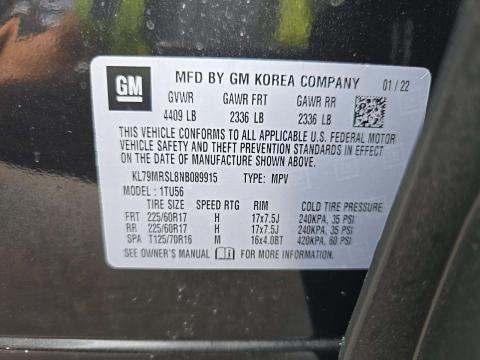 GM
MFD BY GM KOREA COMPANY 01 / 22
GVWR GAWR FRT GAWR RR
4409 LB 2336 LB 2336 LB
THIS VEHICLE CONFORMS TO ALL APPLICABLE U.S. FEDERAL MOTOR
VEHICLE SAFETY AND THEFT PREVENTION STANDARDS IN EFFECT
ON THE DATE OF MANUFACTURE SHOWN ABOVE.
KL79MRSL8NB089915 TYPE: MPV
MODEL: 1TU56
TIRE SIZE SPEED RTG RIM COLD TIRE PRESSURE
FRT 225/60R17 H 17x7.5J 240KPA, 35 PSI
RR 225/60R17 H 17x7.5J 240KPA, 35 PSI
SPA T125/70R16 M 16x4.0BT 420KPA, 60 PSI
SEE OWNER'S MANUAL FOR MORE INFORMATION.